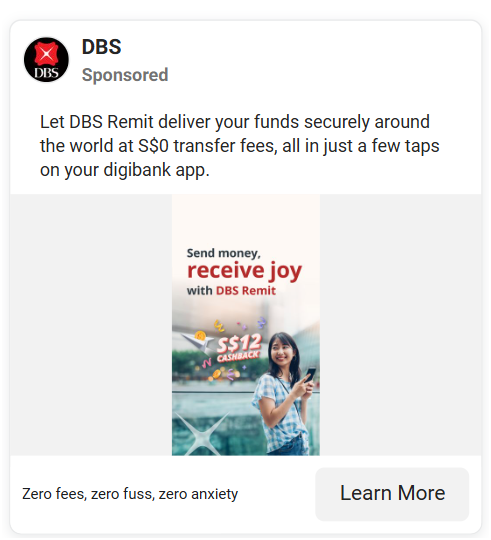 DBS
Sponsored
DBS
Let DBS Remit deliver your funds securely around
the world at S$0 transfer fees, all in just a few taps
on your digibank app.
Send money,
receive joy
with DBS Remit
S$12
CASHBACK
Zero fees, zero fuss, zero anxiety
Learn More